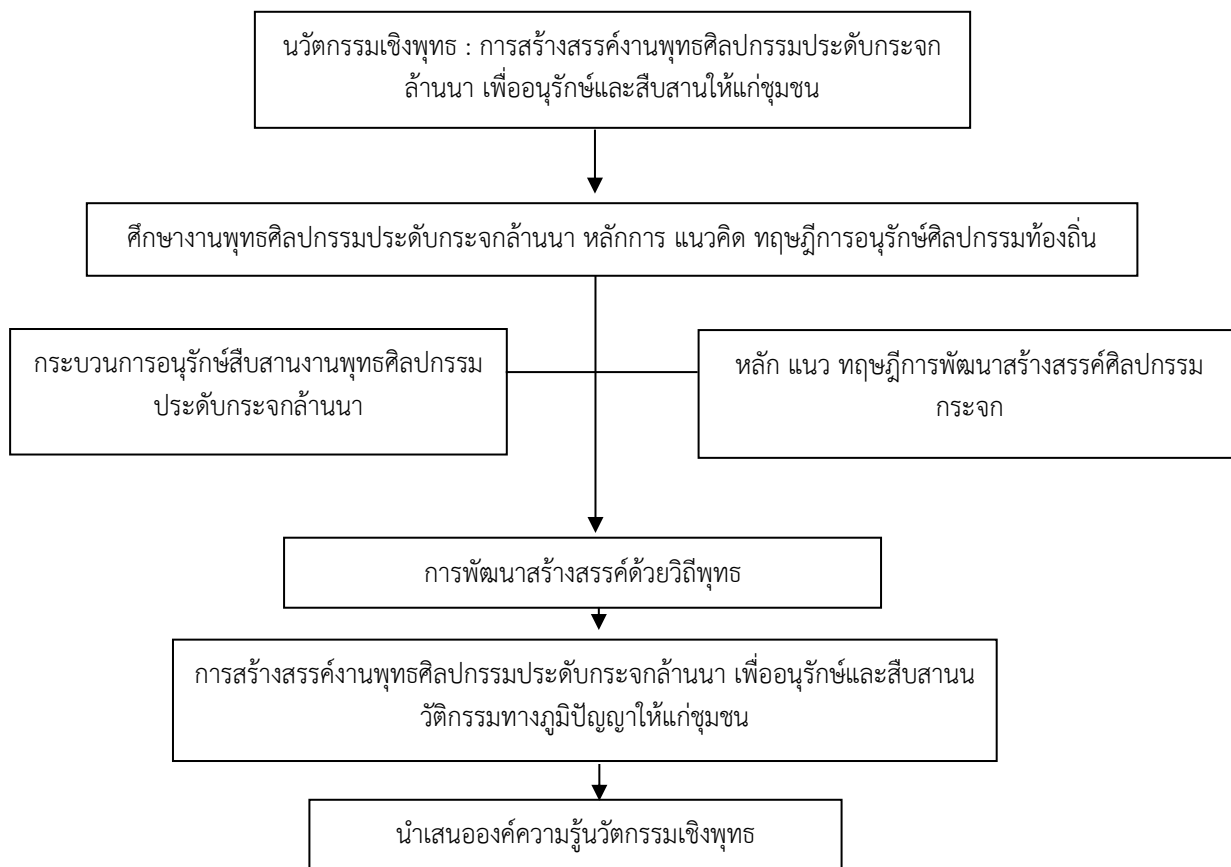 นวัตกรรมเชิงพุทธ : การสร้างสรรค์งานพุทธศิลปกรรมประดับกระจก
ล้านนา เพื่ออนุรักษ์และสืบสานให้แก่ชุมชน
ศึกษางานพุทธศิลปกรรมประดับกระจกล้านนา หลักการ แนวคิด ทฤษฎีการอนุรักษ์ศิลปกรรมท้องถิ่น
กระบวนการอนุรักษ์สืบสานงานพุทธศิลปกรรม
ประดับกระจกล้านนา
หลัก แนว ทฤษฎีการพัฒนาสร้างสรรค์ศิลปกรรม
กระจก
การพัฒนาสร้างสรรค์ด้วยวิถีพุทธ
การสร้างสรรค์งานพุทธศิลปกรรมประดับกระจกล้านนา เพื่ออนุรักษ์และสืบสานน
วัติกรรมทางภูมิปัญญาให้แก่ชุมชน
นำเสนอองค์ความรู้นวัตกรรมเชิงพุทธ